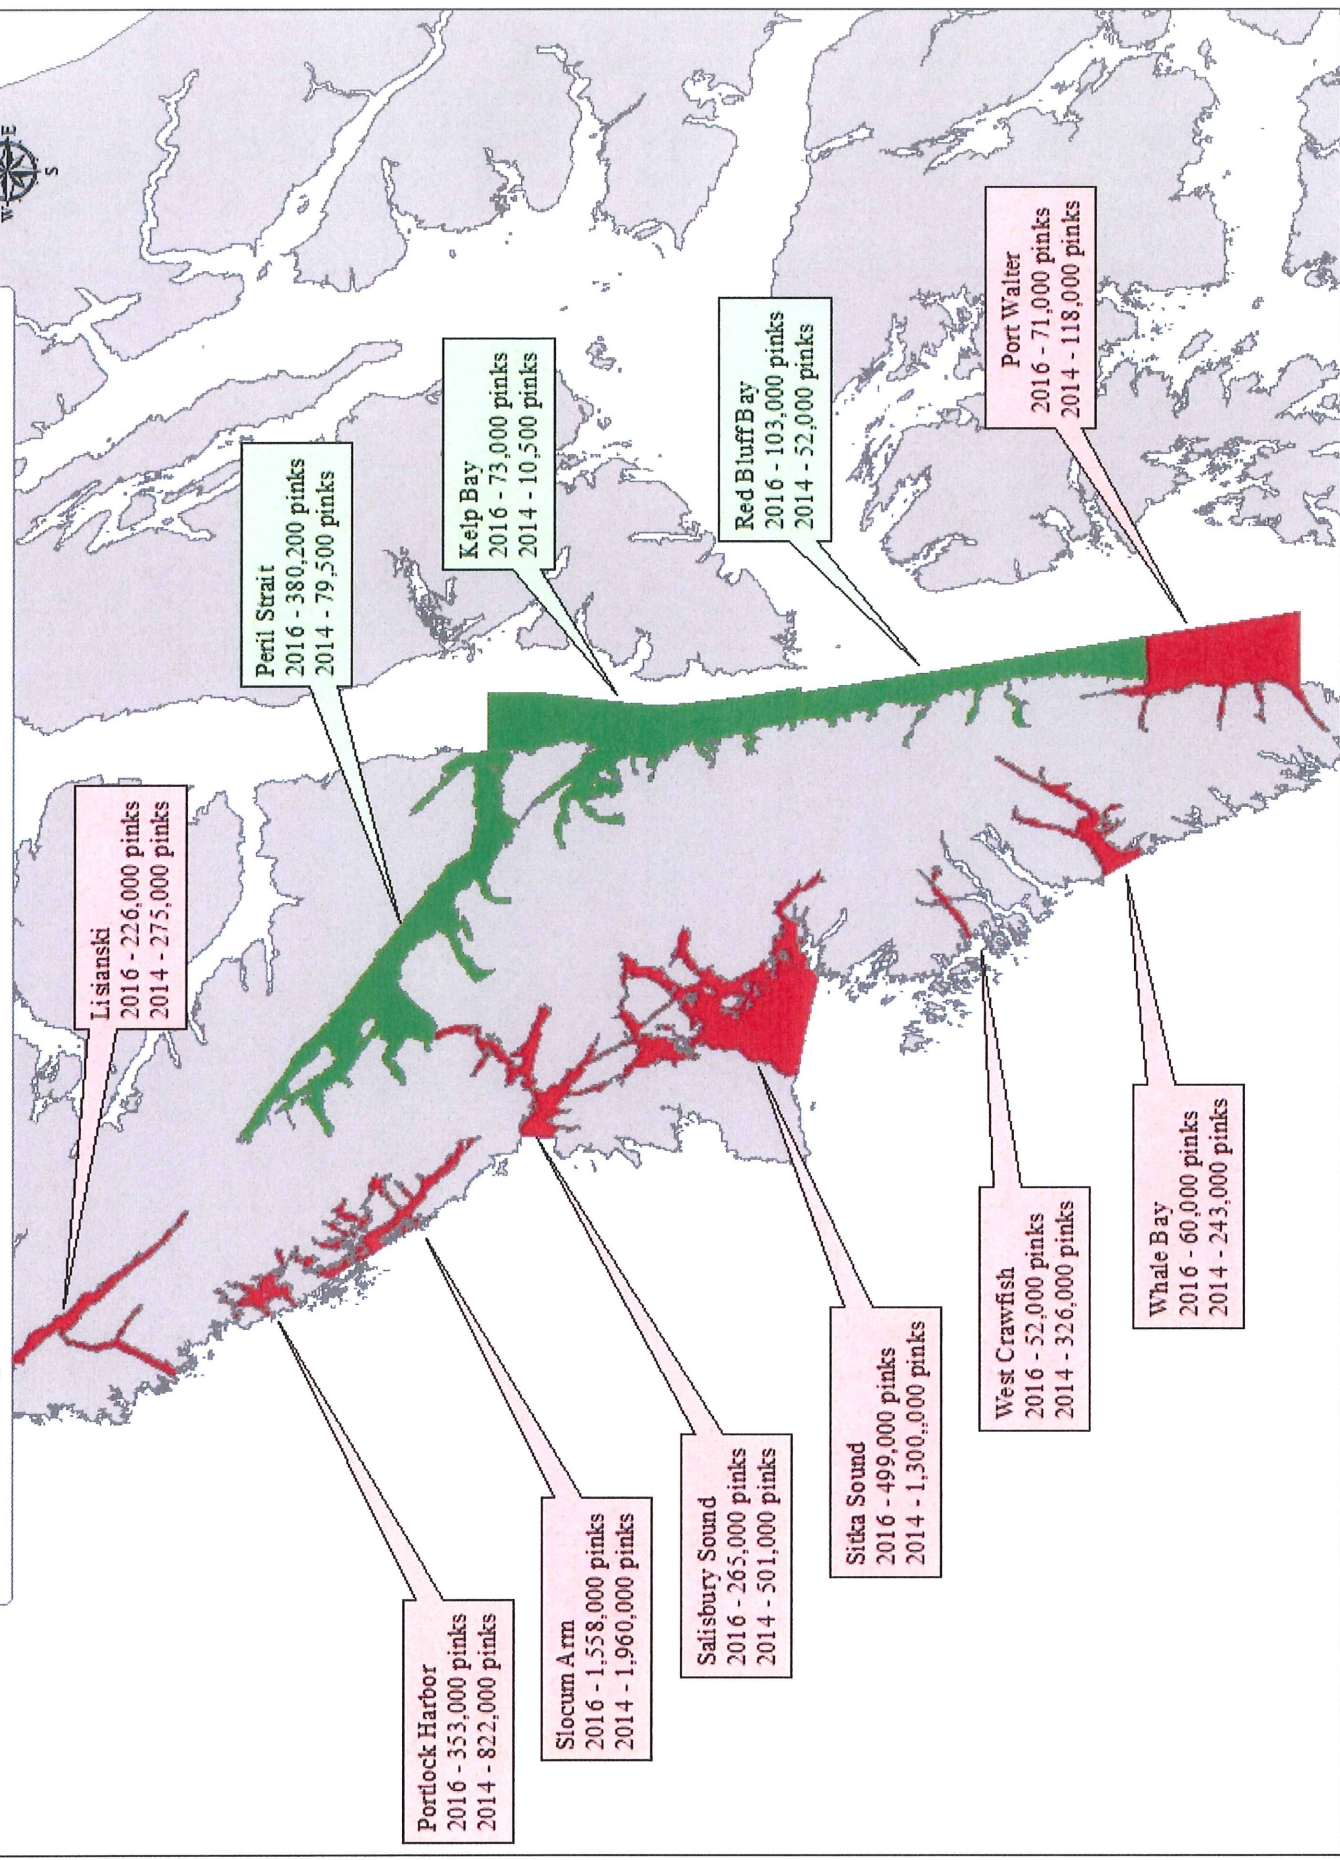 W
E
S
Lisianski
2016 - 226,000 pinks
2014 - 275,000 pinks
Peril Strait
2016 - 380,200 pinks
2014 - 79,500 pinks
Kelp Bay
2016 - 73,000 pinks
2014 - 10,500 pinks
Red Bluff Bay
2016 - 103,000 pinks
2014 - 52,000 pinks
Port Walter
2016 - 71,000 pinks
2014 - 118,000 pinks
Portlock Harbor
2016 - 353,000 pinks
2014 - 822,000 pinks
Slocum Arm
2016 - 1,558,000 pinks
2014 - 1,960,000 pinks
Salisbury Sound
2016 - 265,000 pinks
2014 - 501,000 pinks
Sitka Sound
2016 - 499,000 pinks
2014 - 1,300,,000 pinks
West Crawfish
2016 - 52,000 pinks
2014 - 326,000 pinks
Whale Bay
2016 - 60,000 pinks
2014 - 243,000 pinks